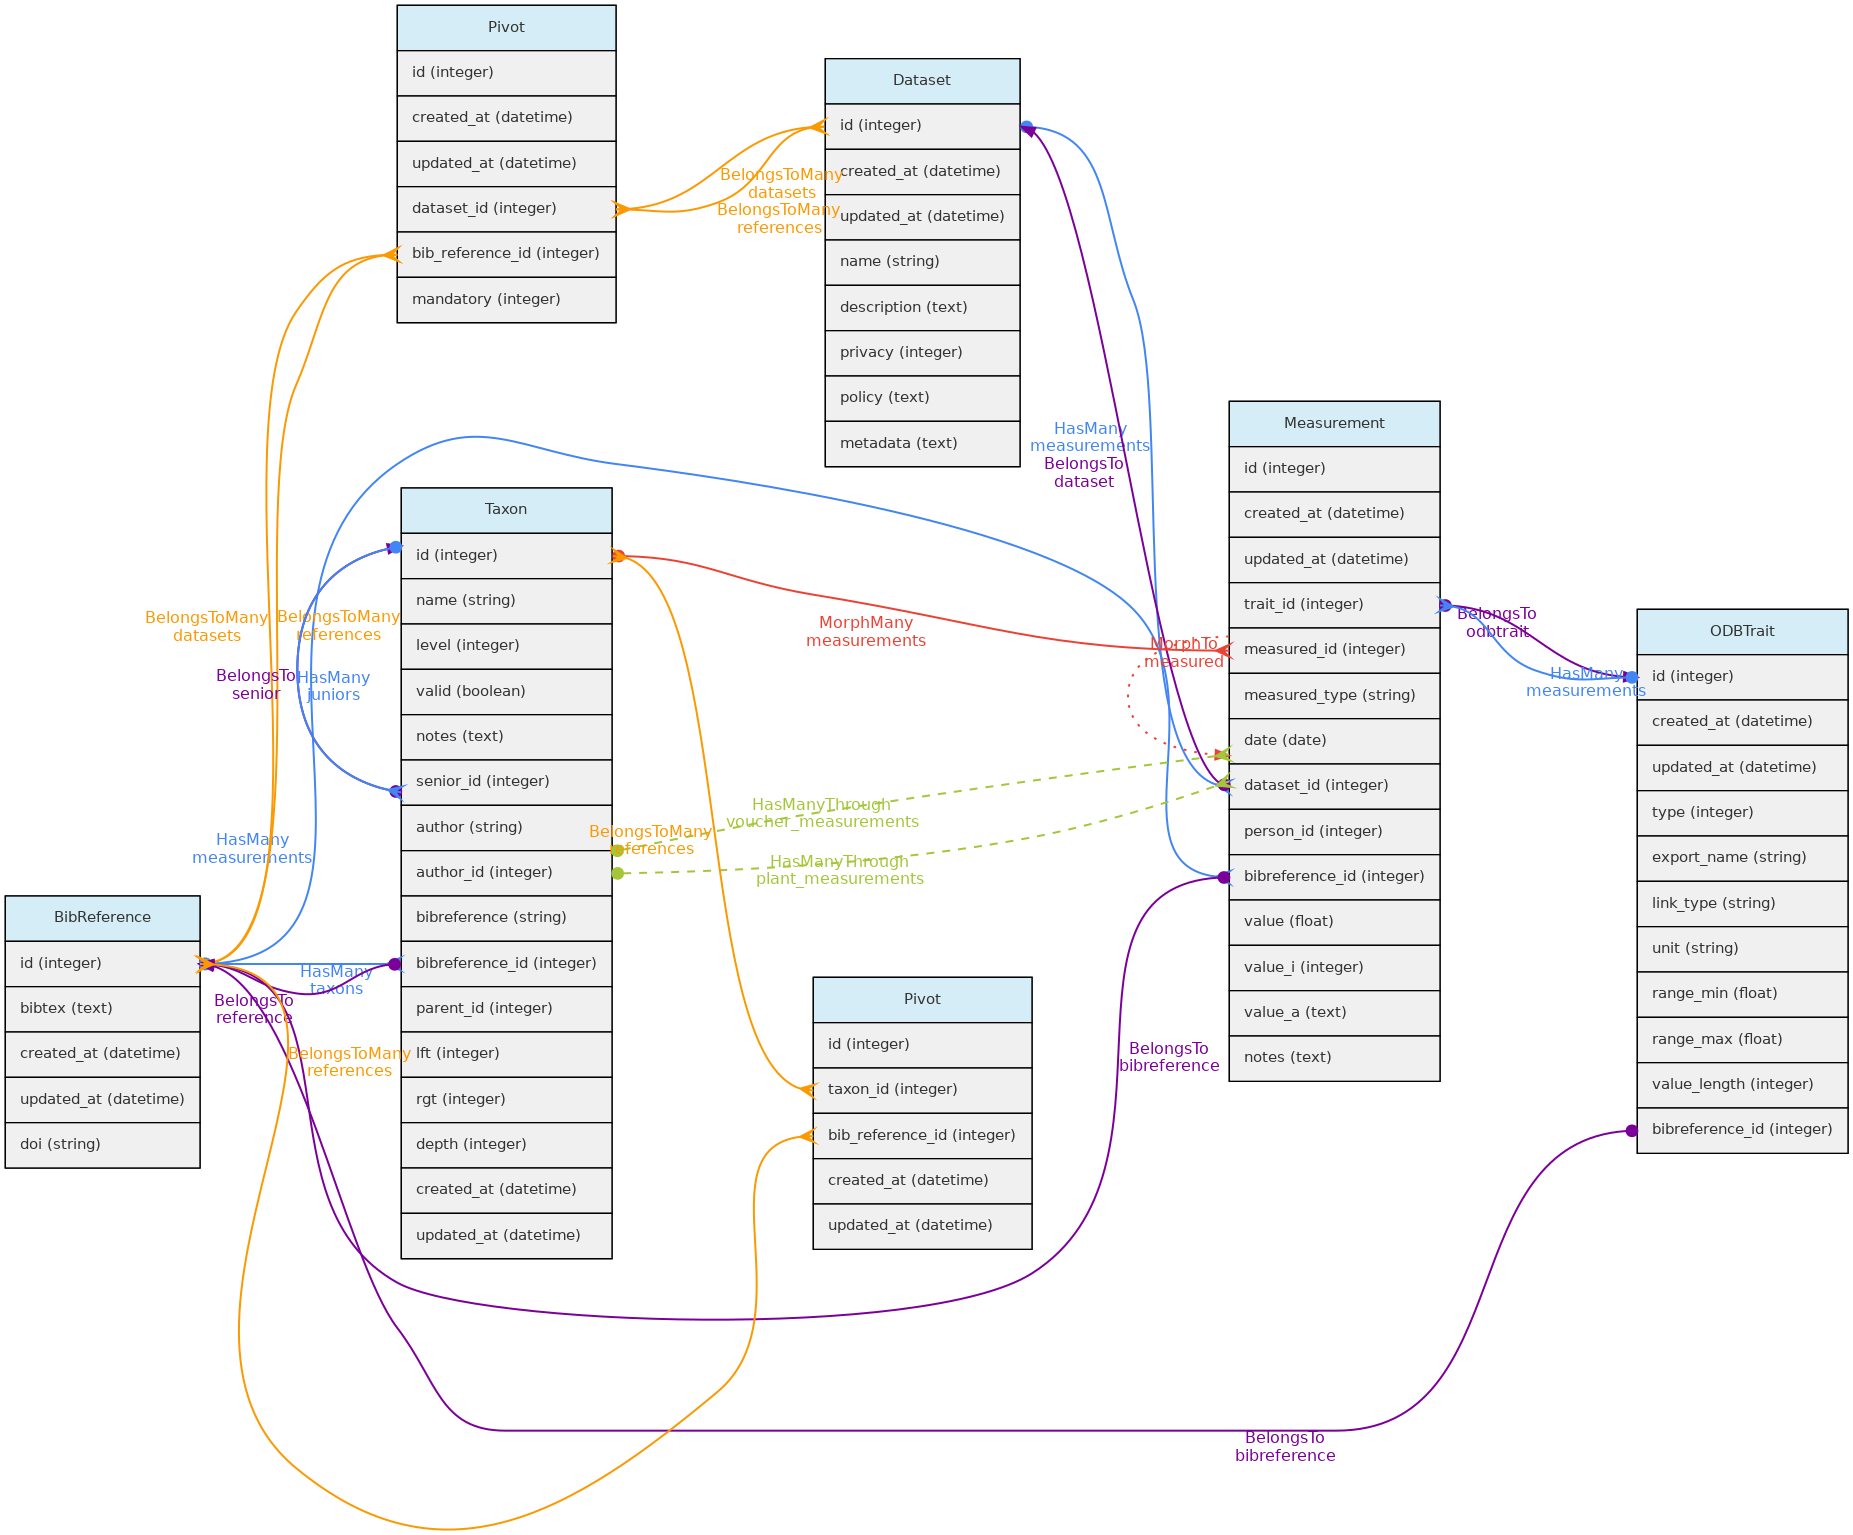 Pivot
id (integer)
created_at (datetime)
updated_at (datetime)
dataset_id (integer)
bib_reference_id (integer)
mandatory (integer)
Dataset
id (integer)
created_at (datetime)
updated_at (datetime)
name (string)
description (text)
privacy (integer)
policy (text)
metadata (text)
BelongsToMany
datasets
BelongsToMany
references
HasMany
measurements
BelongsTo
dataset
Measurement
id (integer)
created_at (datetime)
updated_at (datetime)
trait_id (integer)
measured_id (integer)
measured_type (string)
date (date)
dataset_id (integer)
person_id (integer)
bibreference_id (integer)
value (float)
value_i (integer)
value_a (text)
notes (text)
Taxon
id (integer)
name (string)
level (integer)
valid (boolean)
notes (text)
senior_id (integer)
author (string)
author_id (integer)
bibreference (string)
bibreference_id (integer)
parent_id (integer)
lft (integer)
rgt (integer)
depth (integer)
created_at (datetime)
updated_at (datetime)
BelongsToMany
datasets
BelongsToMany
references
BelongsTo
senior
HasMany
juniors
MorphMany
measurements
MorphTo
measured
BelongsTo
odbtrait
HasMany
measurements
ODBTrait
id (integer)
created_at (datetime)
updated_at (datetime)
type (integer)
export_name (string)
link_type (string)
unit (string)
range_min (float)
range_max (float)
value_length (integer)
bibreference_id (integer)
HasManyThrough
voucher_measurements
BelongsToMany
references
HasManyThrough
plant_measurements
HasMany
measurements
BibReference
id (integer)
bibtex (text)
created_at (datetime)
updated_at (datetime)
doi (string)
HasMany
taxons
BelongsTo
reference
BelongsToMany
references
Pivot
id (integer)
taxon_id (integer)
bib_reference_id (integer)
created_at (datetime)
updated_at (datetime)
BelongsTo
bibreference
BelongsTo
bibreference